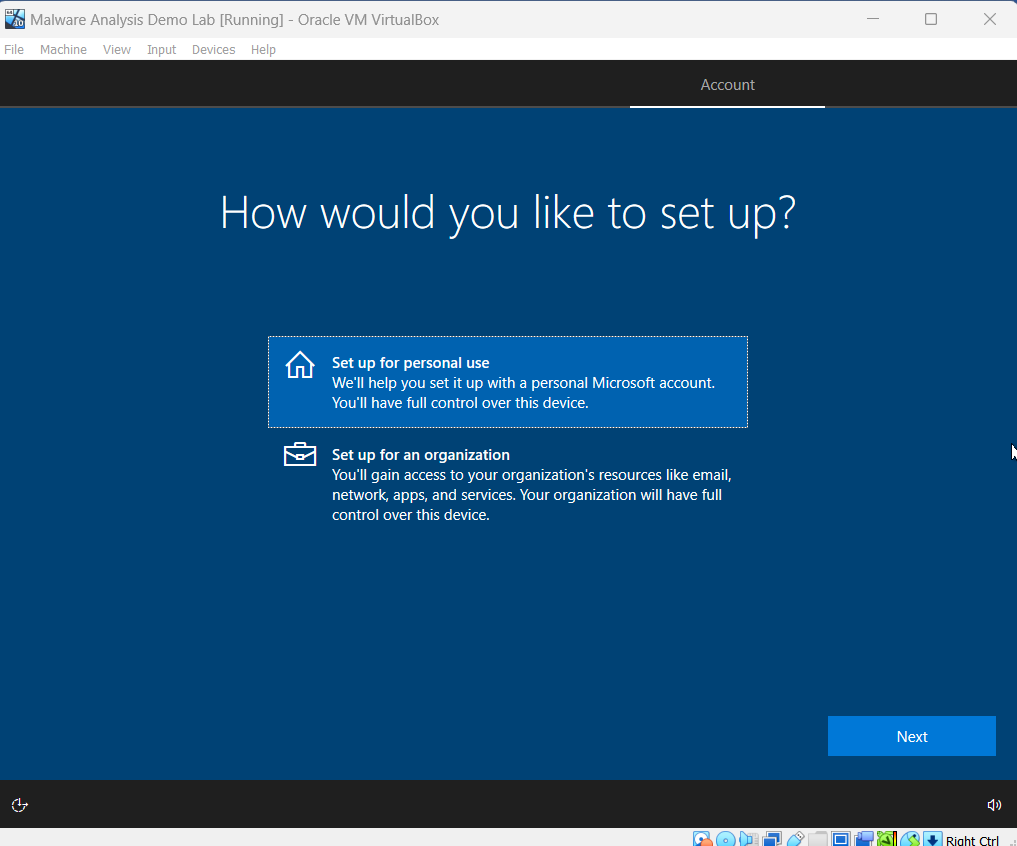 Malware Analysis Demo Lab [Running] - Oracle VM VirtualBox
File Machine View Input Devices Help
Account
How would you like to set up?
Set up for personal use
We'll help you set it up with a personal Microsoft account.
You'll have full control over this device.
Set up for an organization
You'll gain access to your organization's resources like email,
network, apps, and services. Your organization will have full
control over this device.
Next
Right Ctrl